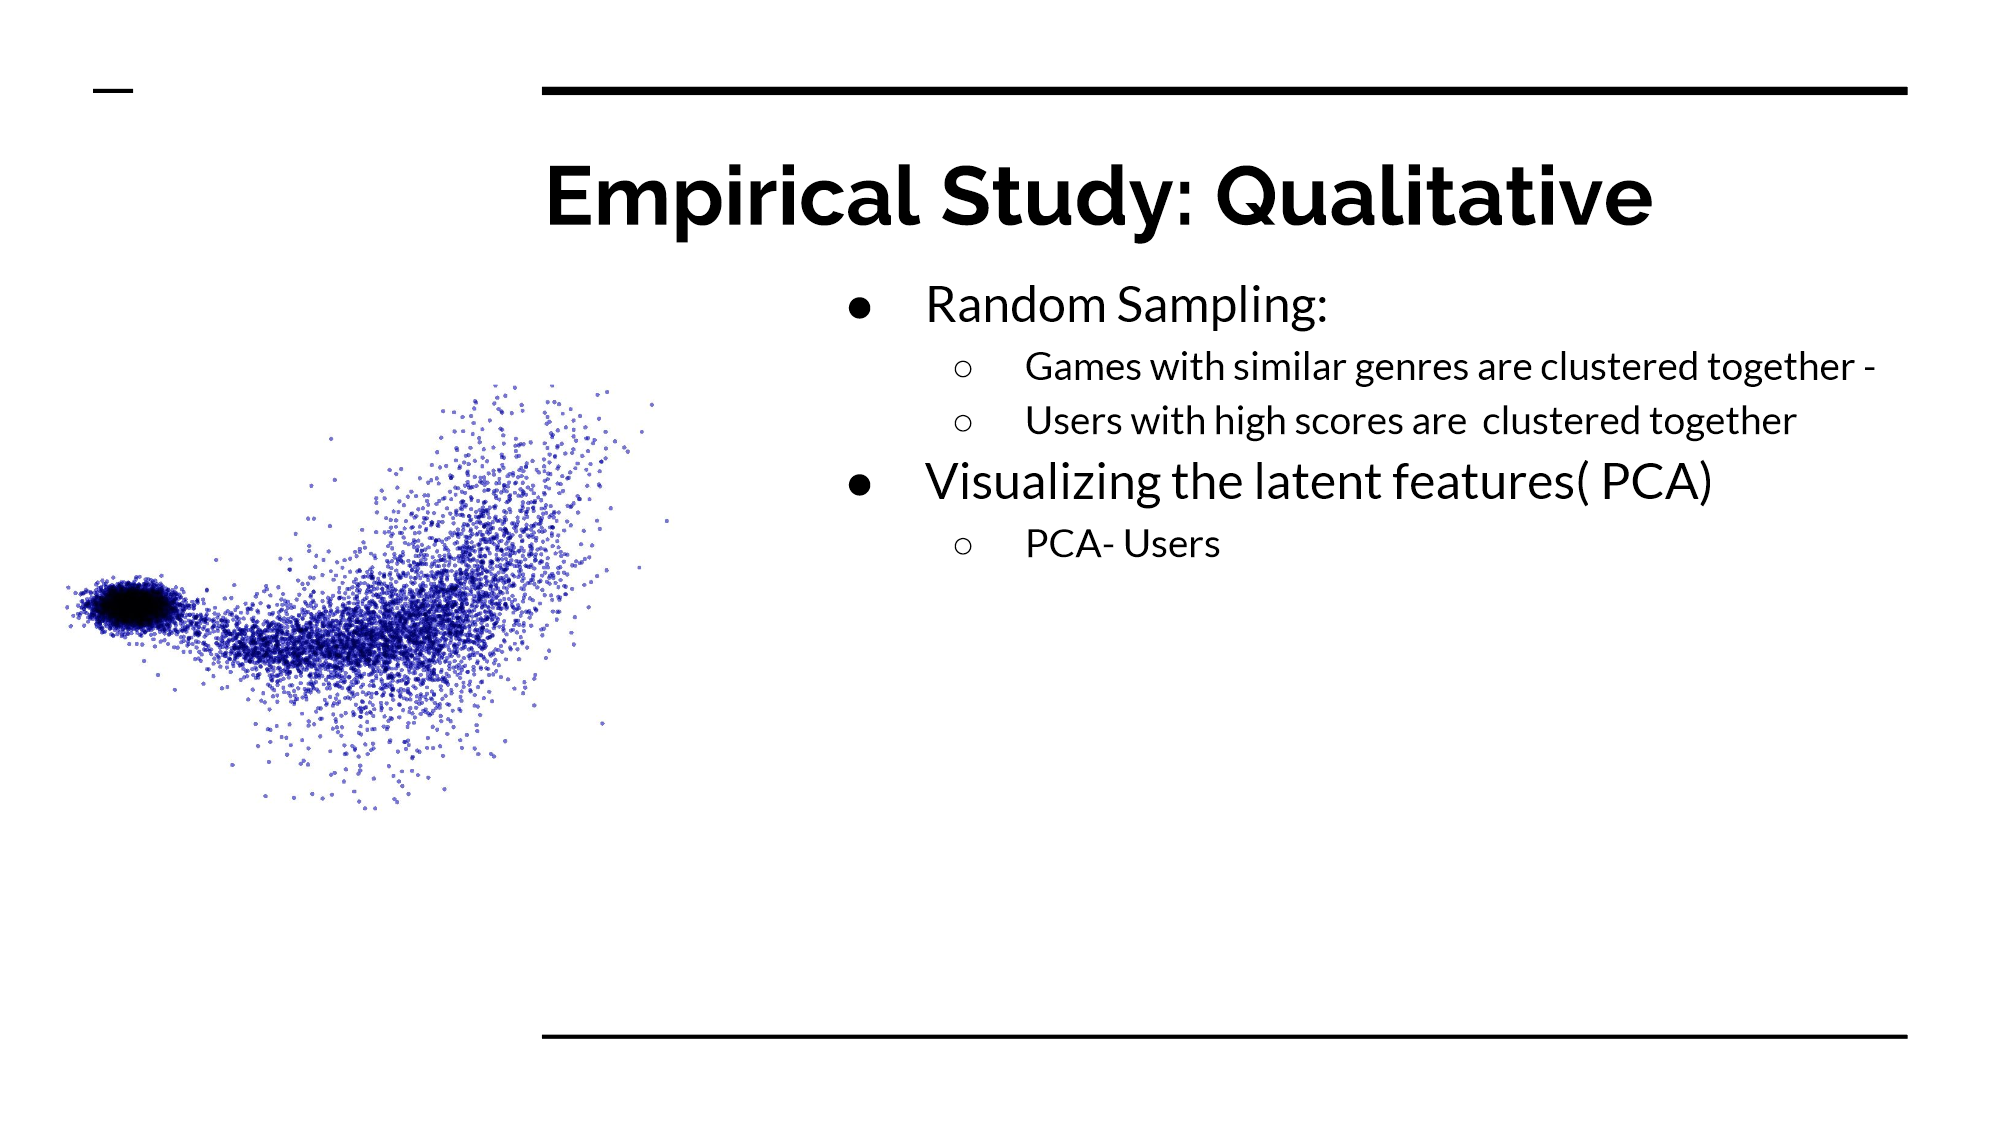 Empirical Study: Qualitative
● Random Sampling:
○ Games with similar genres are clustered together -
○ Users with high scores are  clustered together
● Visualizing the latent features( PCA)
○ PCA- Users